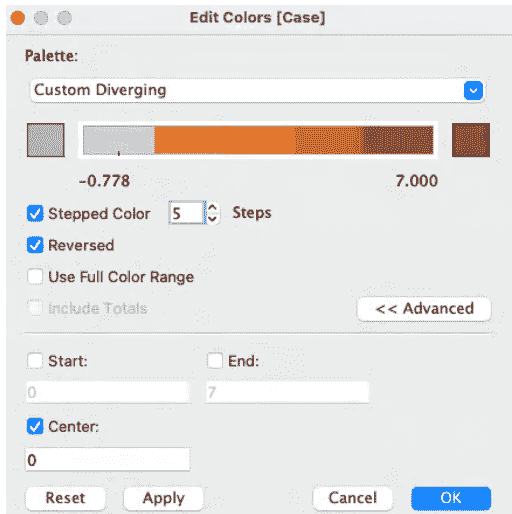 Edit Colors [Case]
Palette:
Custom Diverging
-0.778 7.000
Stepped Color 5 Steps
Reversed
Use Full Color Range
Include Totals << Advanced
Start: End:
0 7
Center:
0
Reset Apply Cancel OK